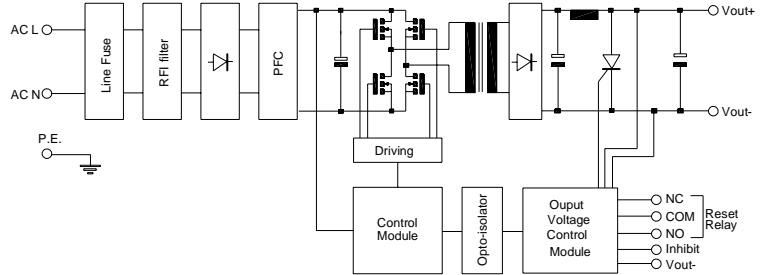 AC L
Line Fuse
RFI filter
PFC
Vout+
AC N
Vout-
P.E.
Driving
Control
Module
Opto-isolator
Ouput
Voltage
Control
Module
NC
COM
NO
Reset
Relay
Inhibit
Vout-